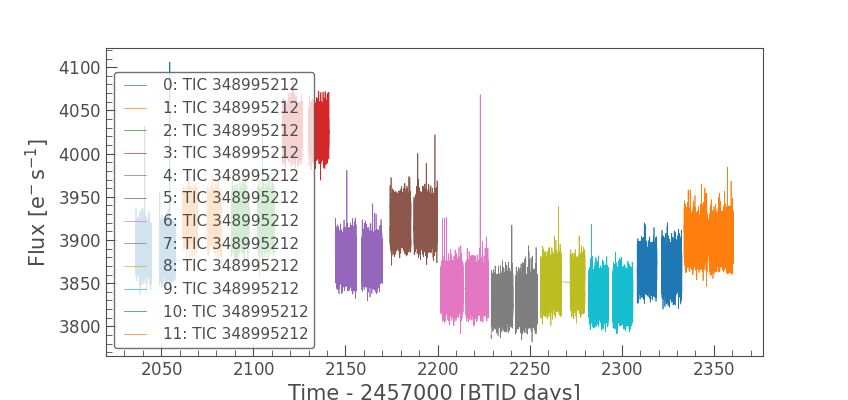 4100
4050
4000
3950
3900
3850
3800
Flux [e⁻ s⁻¹]
0: TIC 348995212
1: TIC 348995212
2: TIC 348995212
3: TIC 348995212
4: TIC 348995212
5: TIC 348995212
6: TIC 348995212
7: TIC 348995212
8: TIC 348995212
9: TIC 348995212
10: TIC 348995212
11: TIC 348995212
2050 2100 2150 2200 2250 2300 2350
Time - 2457000 [BTJD days]